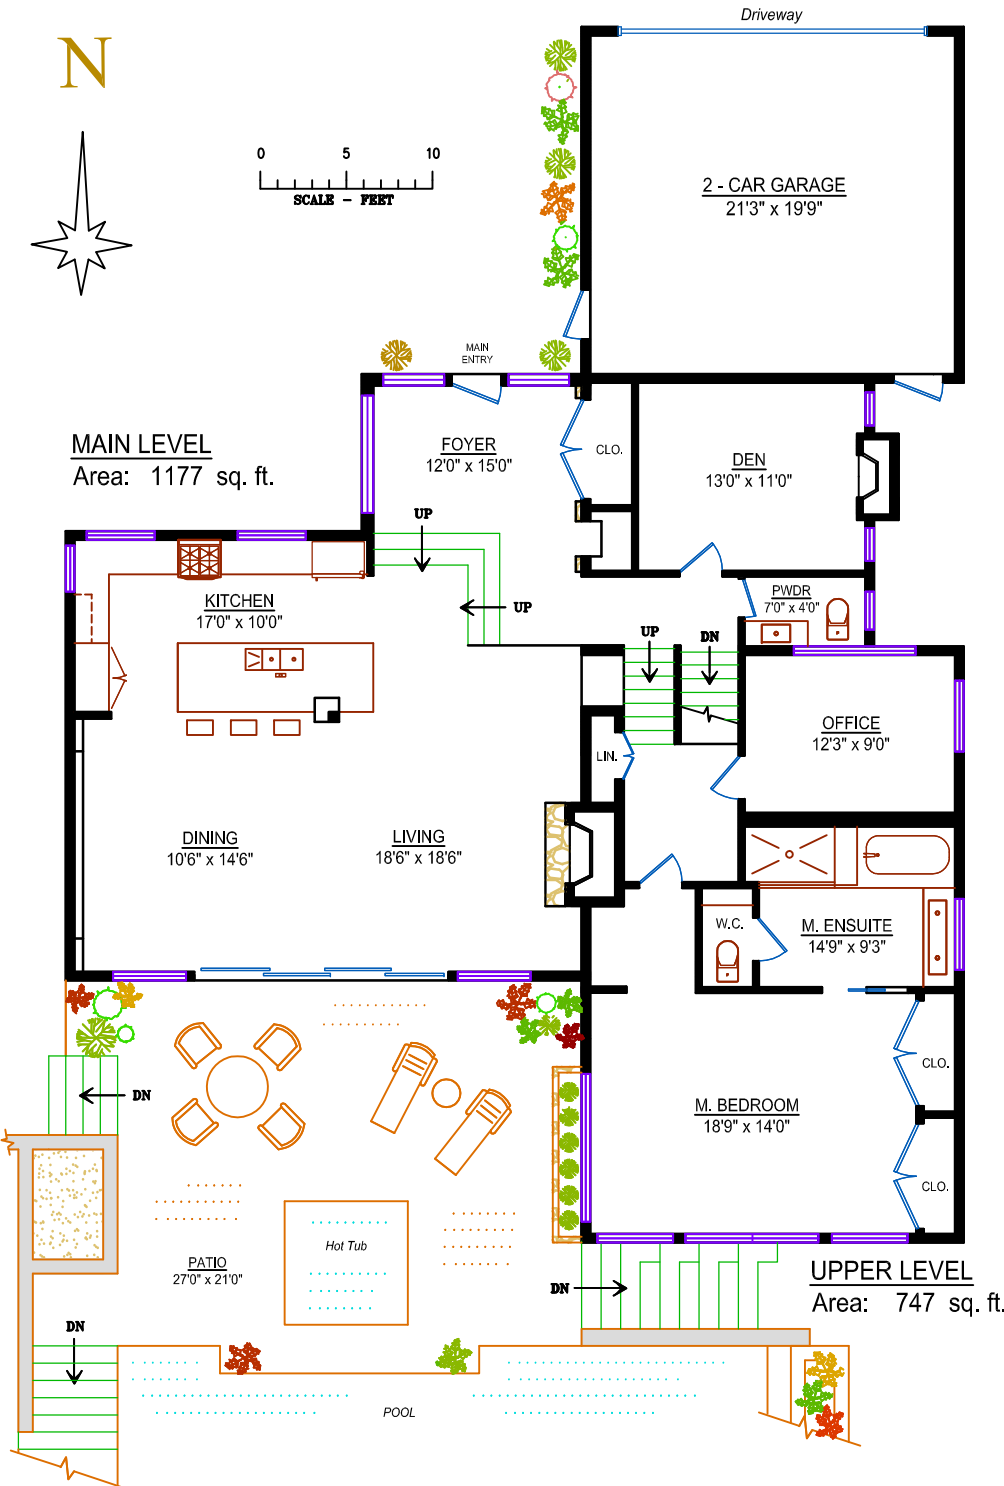 Driveway
N
0 5 10
SCALE - FEET
2 - CAR GARAGE
21'3" x 19'9"
MAIN
ENTRY
MAIN LEVEL
Area: 1177 sq. ft.
FOYER
12'0" x 15'0"
CLO.
DEN
13'0" x 11'0"
UP
KITCHEN
17'0" x 10'0"
UP
PWDR
7'0" x 4'0"
UP
DN
OFFICE
12'3" x 9'0"
LIN.
DINING
10'6" x 14'6"
LIVING
18'6" x 18'6"
W.C.
M. ENSUITE
14'9" x 9'3"
CLO.
DN
M. BEDROOM
18'9" x 14'0"
CLO.
Hot Tub
PATIO
27'0" x 21'0"
DN
UPPER LEVEL
Area: 747 sq. ft.
DN
POOL